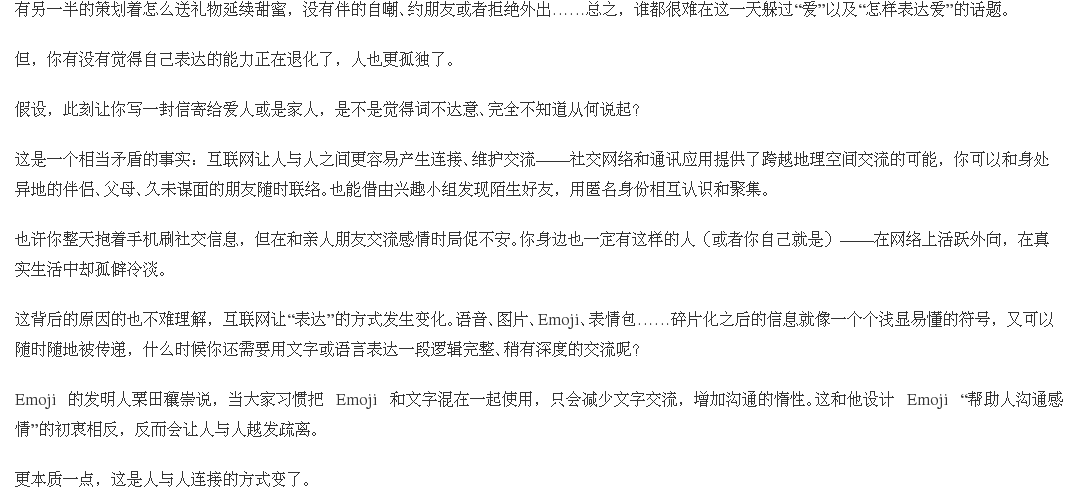 有另一半的策划着怎么送礼物延续甜蜜，没有伴的自嘲、约朋友或者拒绝外出……总之，谁都很难在这一天躲过“爱”以及“怎样表达爱”的话题。
但，你有没有觉得自己表达的能力正在退化了，人也更孤独了。
假设，此刻让你写一封信寄给爱人或是家人，是不是觉得词不达意、完全不知道从何说起？
这是一个相当矛盾的事实：互联网让人与人之间更容易产生连接、维护交流——社交网络和通讯应用提供了跨越地理空间交流的可能，你可以和身处
异地的伴侣、父母、久未谋面的朋友随时联络。也能借由兴趣小组发现陌生好友，用匿名身份相互认识和聚集。
也许你整天抱着手机刷社交信息，但在和亲人朋友交流感情时局促不安。你身边也一定有这样的人（或者你自己就是）——在网络上活跃外向，在真
实生活中却孤僻冷淡。
这背后的原因的也不难理解，互联网让“表达”的方式发生变化。语音、图片、Emoji、表情包……碎片化之后的信息就像一个个浅显易懂的符号，又可以
随时随地被传递，什么时候你还需要用文字或语言表达一段逻辑完整、稍有深度的交流呢？
Emoji 的发明人栗田穰崇说，当大家习惯把 Emoji 和文字混在一起使用，只会减少文字交流，增加沟通的惰性。这和他设计 Emoji “帮助人沟通感
情”的初衷相反，反而会让人与人越发疏离。
更本质一点，这是人与人连接的方式变了。